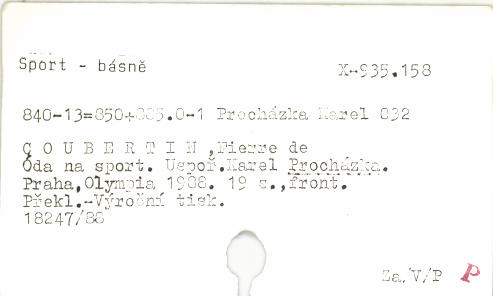 Sport - básně
X-935.158
840-13=850+885.0-1 Procházka Karel 032
C O U B E R T I N ,Pierre de
Óda na sport. Uspoř.Karel Procházka.
Praha,Olympia 1988. 19 s.,front.
Překl.-Výroční tisk.
18247/88
Za.V/P P